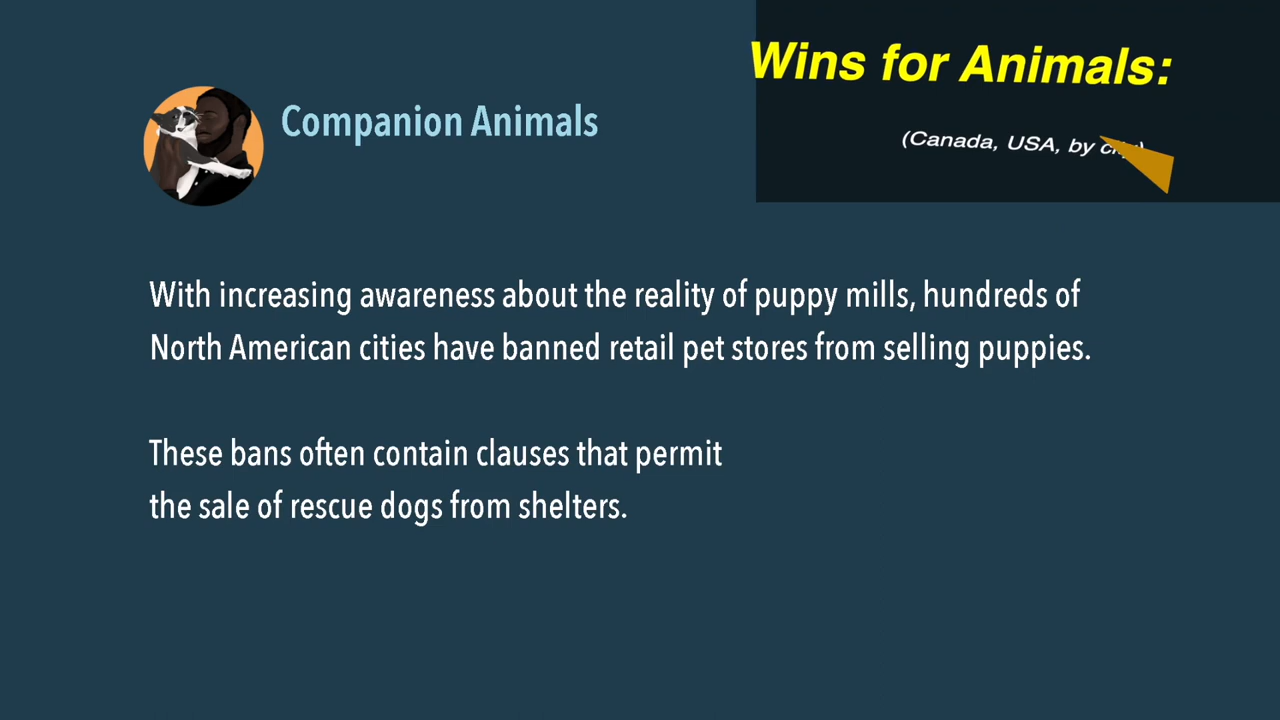 Wins for Animals:
Companion Animals
(Canada, USA, by
With increasing awareness about the reality of puppy mills, hundreds of
North American cities have banned retail pet stores from selling puppies.
These bans often contain clauses that permit
the sale of rescue dogs from shelters.